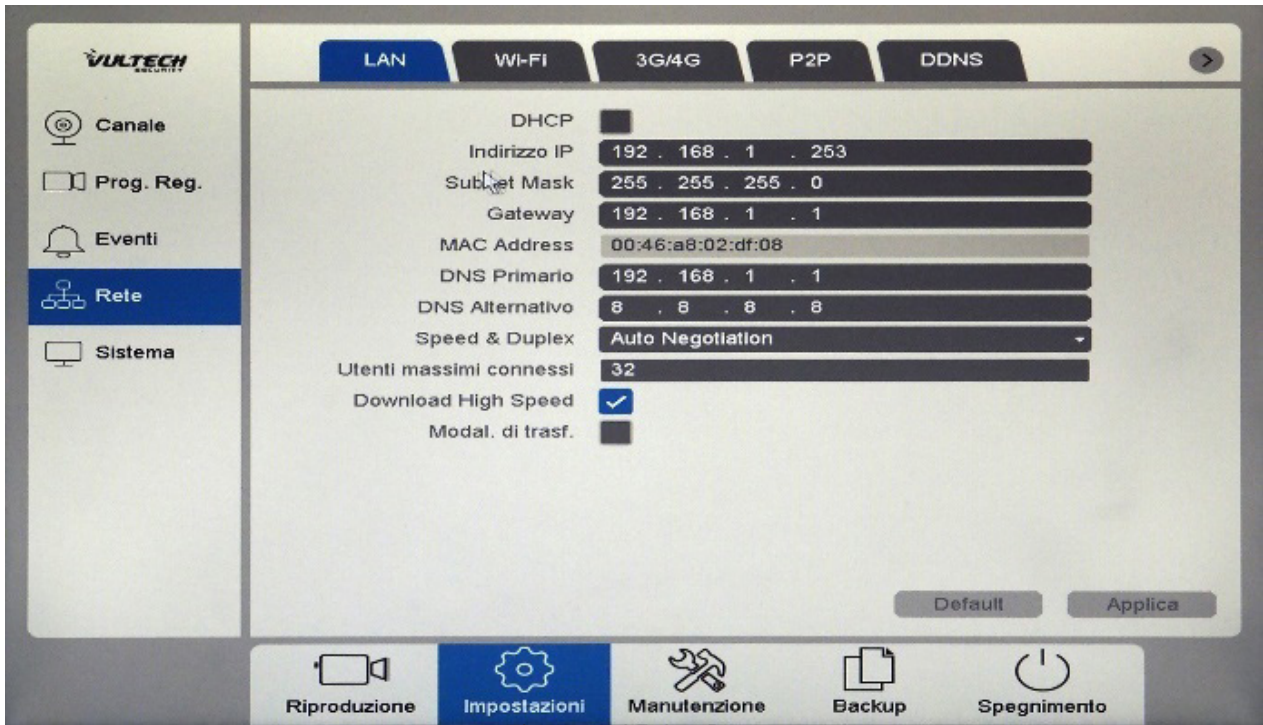 VULTECH
SECURITY
LAN
WI-FI
3G/4G
P2P
DDNS
Canale
Prog. Reg.
Eventi
Rete
Sistema
DHCP
Indirizzo IP 192 . 168 . 1 . 253
Subnet Mask 255 . 255 . 255 . 0
Gateway 192 . 168 . 1 . 1
MAC Address 00:46:a8:02:df:08
DNS Primario 192 . 168 . 1 . 1
DNS Alternativo 8 . 8 . 8 . 8
Speed & Duplex Auto Negotiation
Utenti massimi connessi 32
Download High Speed
Modal. di trasf.
Default
Applica
Riproduzione
Impostazioni
Manutenzione
Backup
Spegnimento